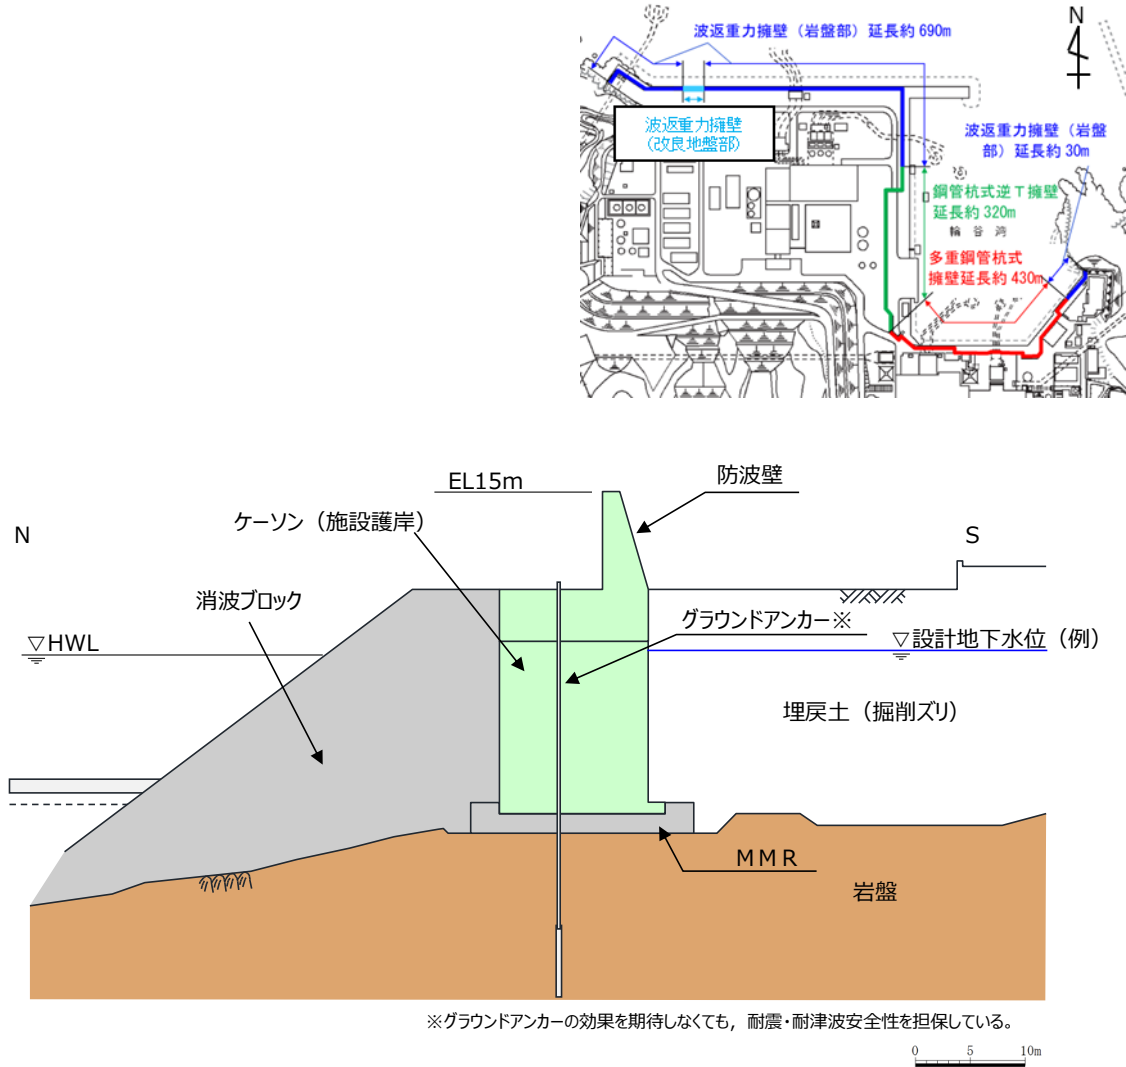 波返重力擁壁（岩盤部）延長約690m
N
波返重力擁壁
(改良地盤部)
波返重力擁壁（岩盤
部）延長約30m
鋼管杭式逆Ｔ擁壁
延長約320m
輪谷湾
多重鋼管杭式
擁壁延長約430m
EL15m
防波壁
ケーソン（施設護岸）
N
S
消波ブロック
グラウンドアンカー※
▽HWL
▽設計地下水位（例）
埋戻土（掘削ズリ）
ＭＭＲ
岩盤
※グラウンドアンカーの効果を期待しなくても，耐震・耐津波安全性を担保している。
0 5 10m